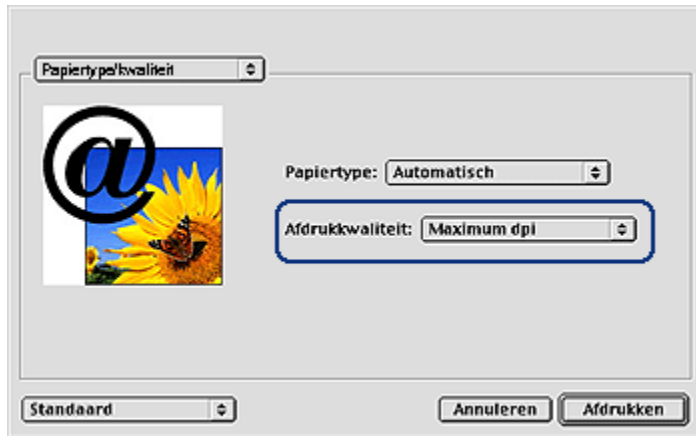 Papiertype/kwaliteit
@
Papiertype: Automatisch
Afdrukkwaliteit: Maximum dpi
Standaard
Annuleren Afdrukken